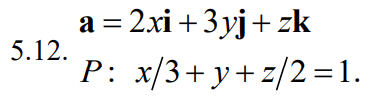 5.12. a = 2xi + 3yj + zk
P: x/3 + y + z/2 = 1.